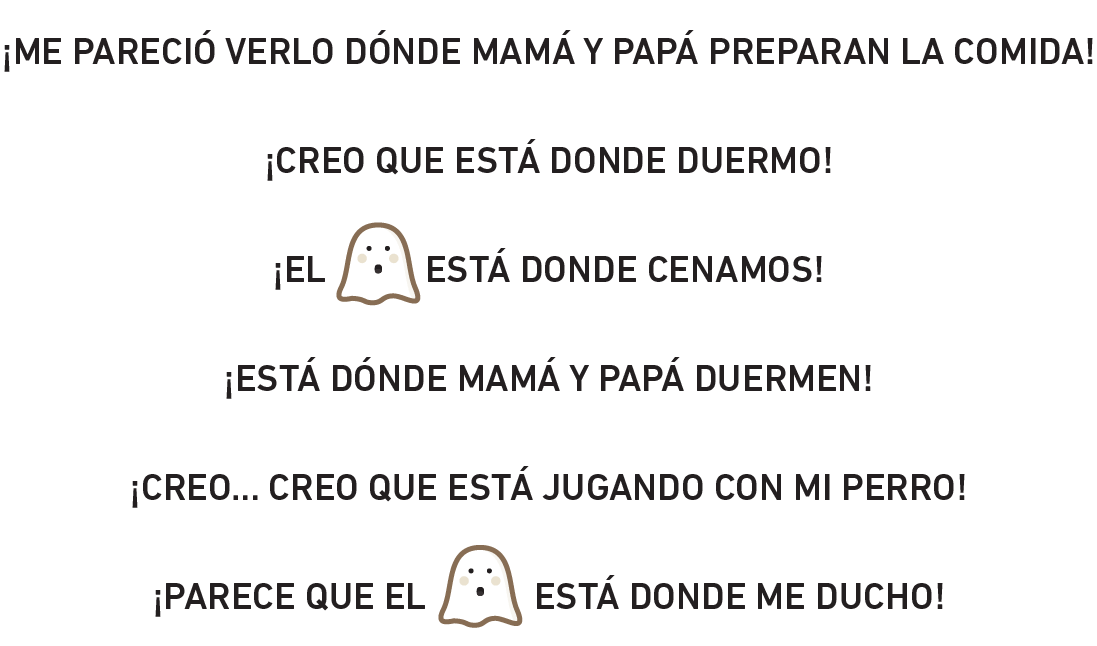 ¡ME PARECIÓ VERLO DÓNDE MAMÁ Y PAPÁ PREPARAN LA COMIDA!
¡CREO QUE ESTÁ DONDE DUERMO!
¡EL ESTÁ DONDE CENAMOS!
¡ESTÁ DÓNDE MAMÁ Y PAPÁ DUERMEN!
¡CREO... CREO QUE ESTÁ JUGANDO CON MI PERRO!
¡PARECE QUE EL ESTÁ DONDE ME DUCHO!